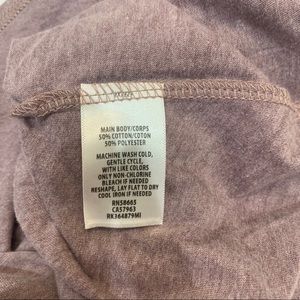 MAIN BODY/CORPS
50% COTTON/COTON
50% POLYESTER
MACHINE WASH COLD,
GENTLE CYCLE,
WITH LIKE COLORS
ONLY NON-CHLORINE
BLEACH IF NEEDED
RESHAPE, LAY FLAT TO DRY
COOL IRON IF NEEDED
RN58665
CA57963
RK364879MI